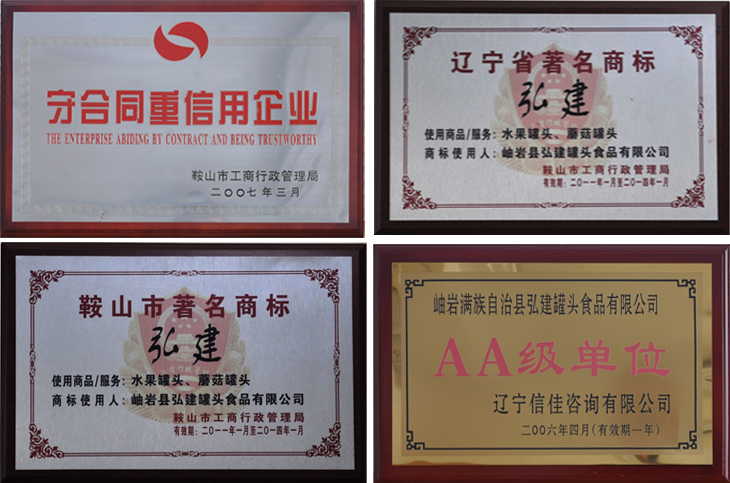 守合同重信用企业
THE ENTERPRISE ABIDING BY CONTRACT AND BEING TRUSTWORTHY
鞍山市工商行政管理局
二〇〇七年三月
辽宁省著名商标
弘建
使用商品/服务：水果罐头、蘑菇罐头
商标使用人：岫岩县弘建罐头食品有限公司
鞍山市工商行政管理局
有效期：二〇一一年一月至二〇一四年一月
鞍山市著名商标
弘建
使用商品/服务：水果罐头、蘑菇罐头
商标使用人：岫岩县弘建罐头食品有限公司
鞍山市工商行政管理局
有效期：二〇一一年一月至二〇一四年一月
岫岩满族自治县弘建罐头食品有限公司
AA级单位
辽宁信佳咨询有限公司
二〇〇六年四月(有效期一年)